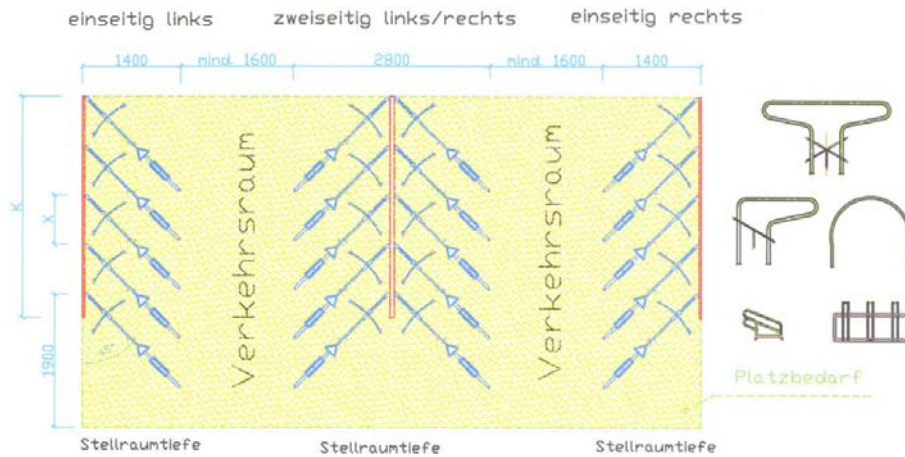 einseitig links zweiseitig links/rechts einseitig rechts
1400 mind. 1600 2800 mind. 1600 1400
Verkehrsraum
Verkehrsraum
K
X
1900
45°
Platzbedarf
Stellraumtiefe Stellraumtiefe Stellraumtiefe